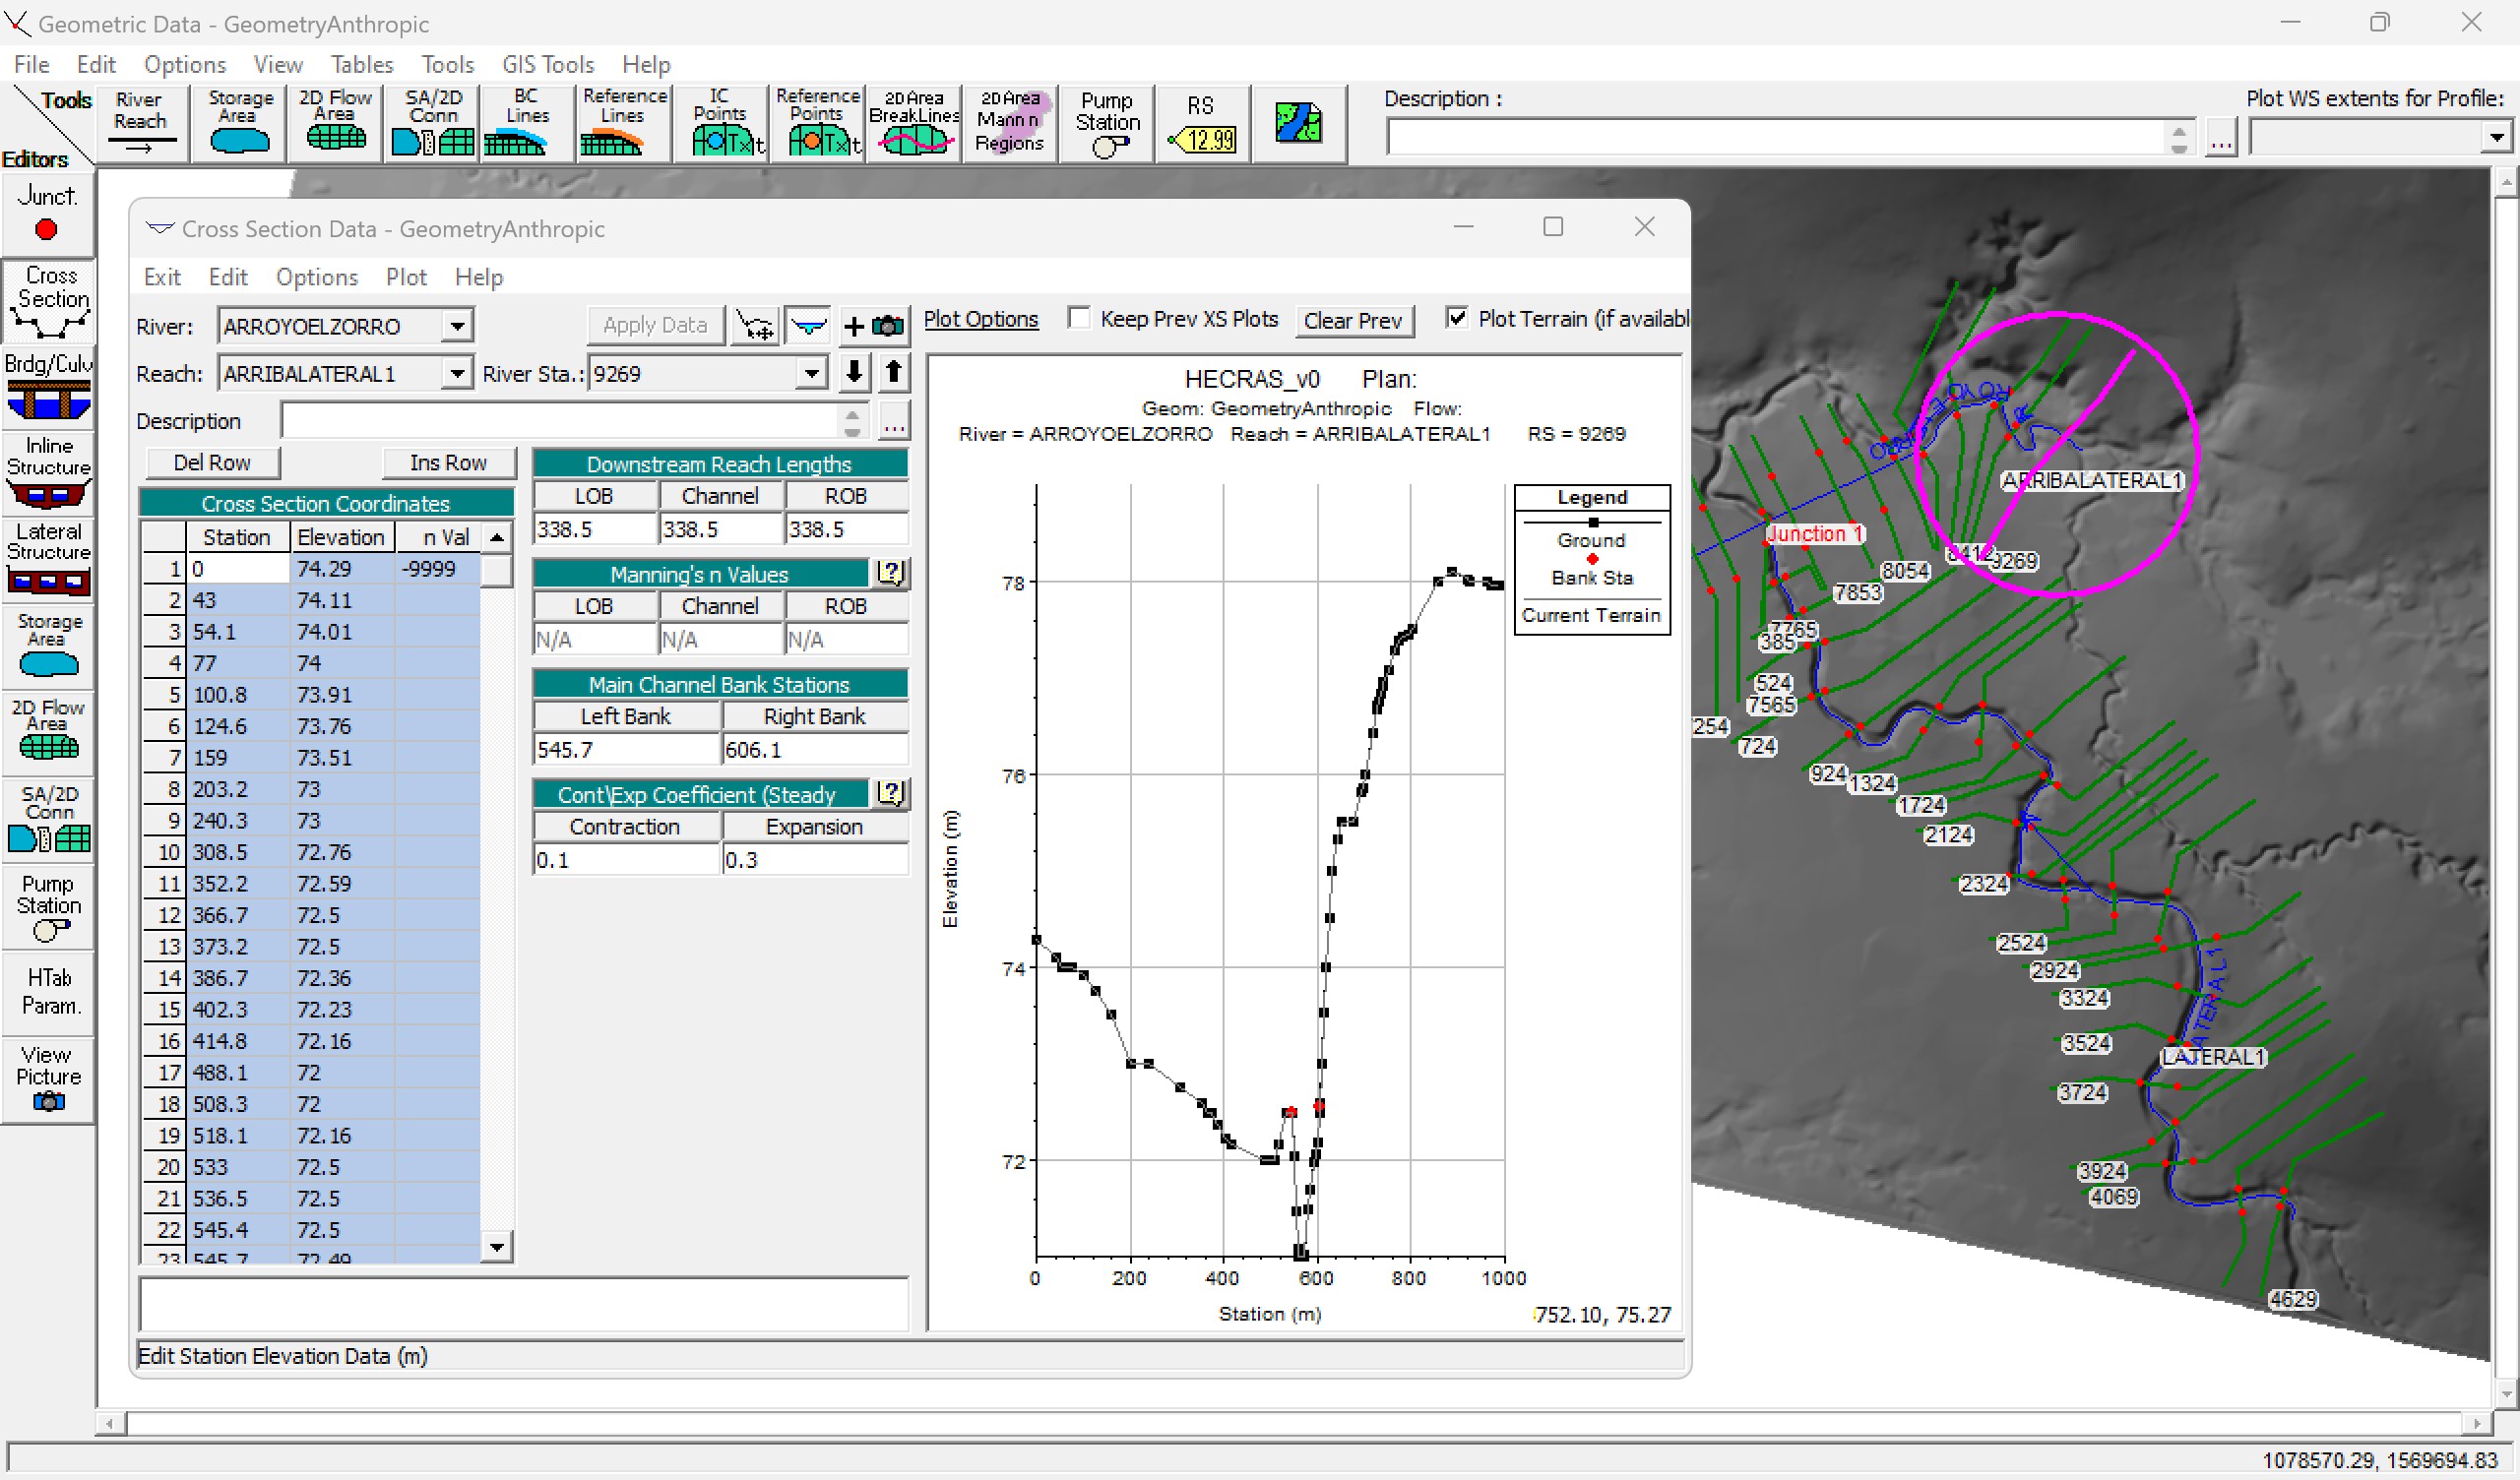 Geometric Data - GeometryAnthropic
File Edit Options View Tables Tools GIS Tools Help
Tools
Editors
River Reach
Storage Area
2D Flow Area
SA/2D Conn
BC Lines
Reference Lines
IC Points
Reference Points
2D Area BreakLines
2D Area Mann n Regions
Pump Station
RS
12.99
Description :
...
Plot WS extents for Profile:
Junct.
Cross Section
Brdg/Culv
Inline Structure
Lateral Structure
Storage Area
2D Flow Area
SA/2D Conn
Pump Station
HTab Param.
View Picture
Cross Section Data - GeometryAnthropic
Exit Edit Options Plot Help
River: ARROYOELZORRO
Apply Data
Reach: ARRIBALATERAL1 River Sta.: 9269
Description
...
Del Row Ins Row
Cross Section Coordinates
Station Elevation n Val
1 0 74.29 -9999
2 43 74.11
3 54.1 74.01
4 77 74
5 100.8 73.91
6 124.6 73.76
7 159 73.51
8 203.2 73
9 240.3 73
10 308.5 72.76
11 352.2 72.59
12 366.7 72.5
13 373.2 72.5
14 386.7 72.36
15 402.3 72.23
16 414.8 72.16
17 488.1 72
18 508.3 72
19 518.1 72.16
20 533 72.5
21 536.5 72.5
22 545.4 72.5
23 545.7 72.49
Downstream Reach Lengths
LOB Channel ROB
338.5 338.5 338.5
Manning's n Values
LOB Channel ROB
N/A N/A N/A
Main Channel Bank Stations
Left Bank Right Bank
545.7 606.1
Cont\Exp Coefficient (Steady
Contraction Expansion
0.1 0.3
Edit Station Elevation Data (m)
Plot Options Keep Prev XS Plots Clear Prev Plot Terrain (if availabl
HECRAS_v0 Plan:
Geom: GeometryAnthropic Flow:
River = ARROYOELZORRO Reach = ARRIBALATERAL1 RS = 9269
Legend
Ground
Bank Sta
Current Terrain
Elevation (m)
78
76
74
72
0 200 400 600 800 1000
Station (m)
752.10, 75.27
ARRIBALATERAL1
Junction 1
8412
9269
8054
7853
7765
385
524
7565
254
724
924
1324
1724
2124
2324
2524
2924
3324
3524
LATERAL1
LATERAL1
3724
3924
4069
4629
1078570.29, 1569694.83